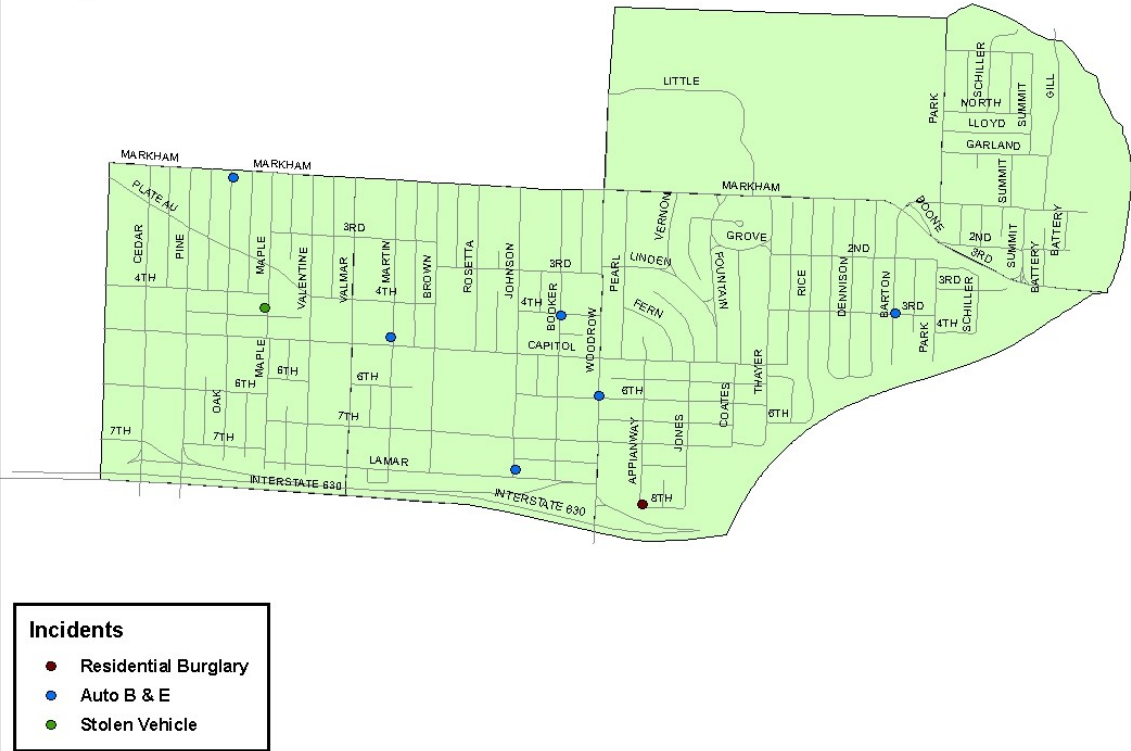 LITTLE
PARK
SCHILLER
NORTH
SUMMIT
GILL
LLOYD
GARLAND
MARKHAM
MARKHAM
MARKHAM
SUMMIT
PLATEAU
VERNON
BOONE
BATTERY
CEDAR
PINE
MAPLE
3RD
GROVE
2ND
2ND
SUMMIT
3RD
VALENTINE
VALMAR
MARTIN
BROWN
ROSETTA
JOHNSON
3RD
PEARL
LINDEN
FOUNTAIN
RICE
DENNISON
BARTON
BATTERY
4TH
4TH
4TH
BOOKER
FERN
3RD
3RD
SCHILLER
4TH
PARK
WOODROW
CAPITOL
MAPLE
6TH
6TH
6TH
6TH
THAYER
COATES
OAK
7TH
6TH
7TH
7TH
APPIANWAY
JONES
LAMAR
INTERSTATE 630
INTERSTATE 630
8TH
Incidents
Residential Burglary
Auto B & E
Stolen Vehicle